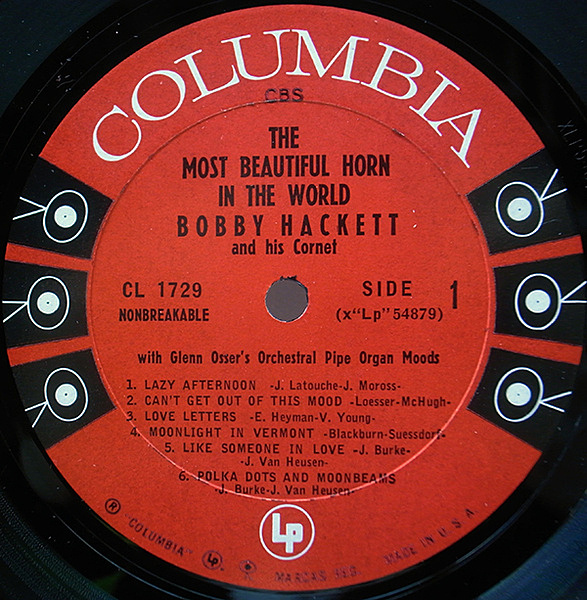 COLUMBIA
CBS
THE
MOST BEAUTIFUL HORN
IN THE WORLD
BOBBY HACKETT
and his Cornet
CL 1729
NONBREAKABLE
SIDE 1
(x"Lp"54879)
with Glenn Osser's Orchestral Pipe Organ Moods
1. LAZY AFTERNOON -J. Latouche-J. Moross-
2. CAN'T GET OUT OF THIS MOOD -Loesser-McHugh-
3. LOVE LETTERS -E. Heyman-V. Young-
4. MOONLIGHT IN VERMONT -Blackburn-Suessdorf-
5. LIKE SOMEONE IN LOVE -J. Burke-
-J. Van Heusen-
6. POLKA DOTS AND MOONBEAMS
-J. Burke-J. Van Heusen-
Lp
® "COLUMBIA" Lp MARCAS REG. MADE IN U.S.A.